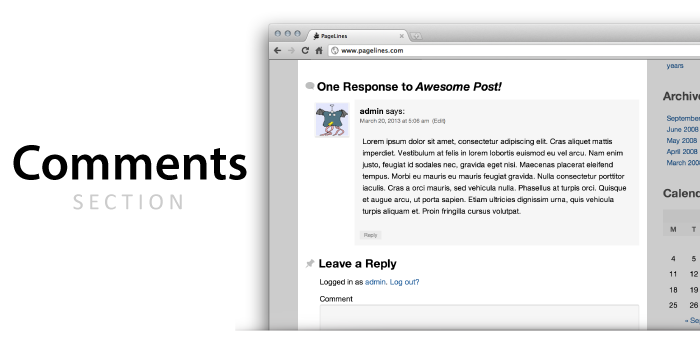 Comments
SECTION
PageLines
www.pagelines.com
One Response to Awesome Post!
admin says:
March 20, 2013 at 5:06 am (Edit)
Lorem ipsum dolor sit amet, consectetur adipiscing elit. Cras aliquet mattis
imperdiet. Vestibulum at felis in lorem lobortis euismod eu vel arcu. Nam enim
justo, feugiat id sodales nec, gravida eget nisi. Maecenas placerat eleifend
tempus. Morbi eu mauris eu mauris feugiat gravida. Nulla consectetur porttitor
iaculis. Cras a orci mauris, sed vehicula nulla. Phasellus at turpis orci. Quisque
et augue arcu, ut porta sapien. Etiam ultricies dignissim urna, quis vehicula
turpis aliquam et. Proin fringilla cursus volutpat.
Reply
Leave a Reply
Logged in as admin. Log out?
Comment
years
Archiv
September
June 2008
May 2008
April 2008
March 200
Calend
M T
4 5
11 12
18 19
25 26
« Sep